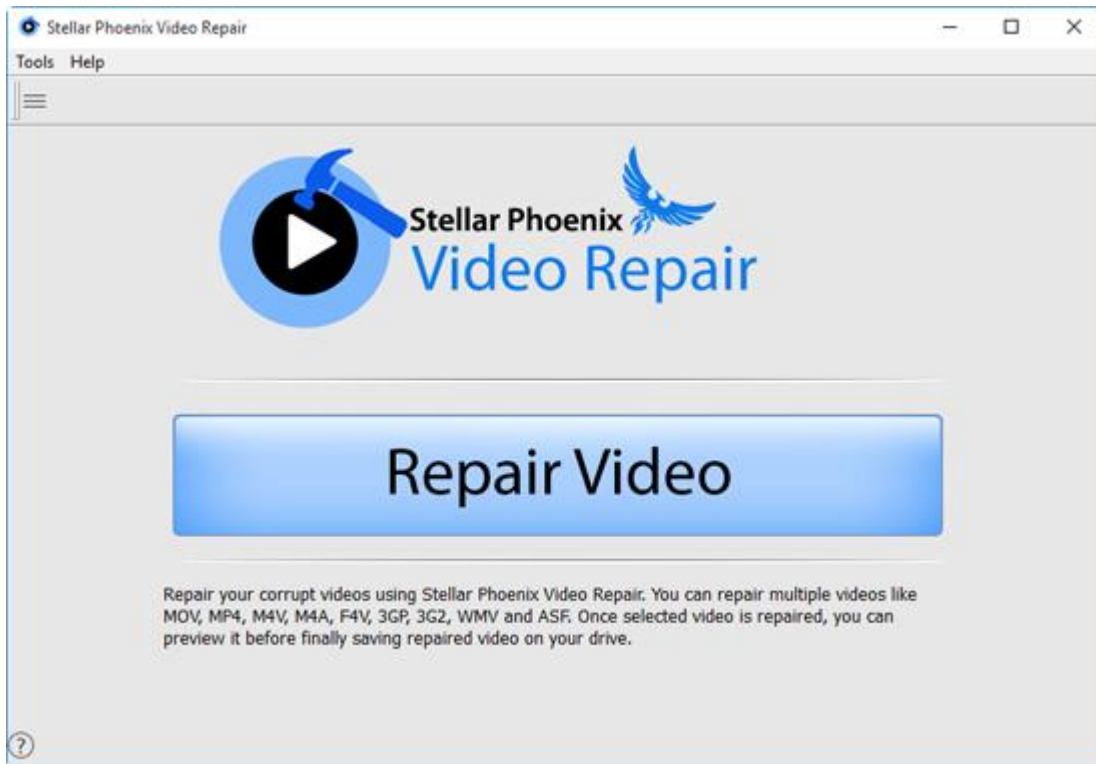 Stellar Phoenix Video Repair
Tools Help
Stellar Phoenix
Video Repair
Repair Video
Repair your corrupt videos using Stellar Phoenix Video Repair. You can repair multiple videos like
MOV, MP4, M4V, M4A, F4V, 3GP, 3G2, WMV and ASF. Once selected video is repaired, you can
preview it before finally saving repaired video on your drive.
?